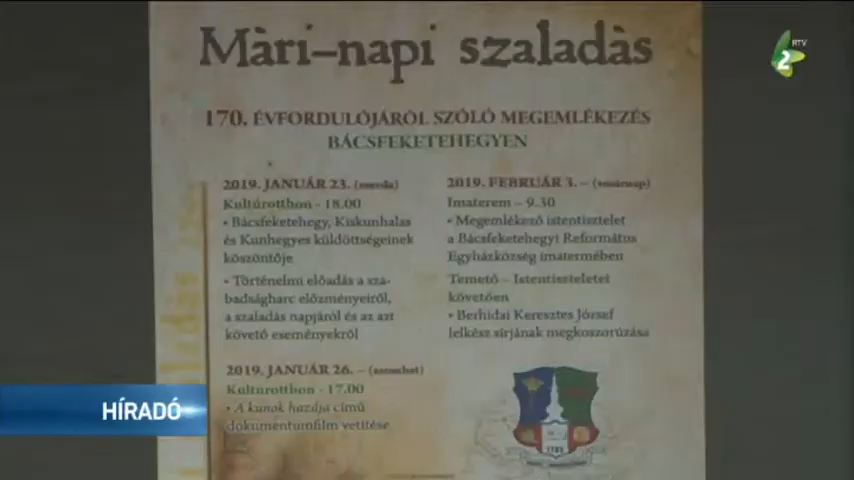 Màri–napi szaladàs
170. ÉVFORDULÓJÁRÓL SZÓLÓ MEGEMLÉKEZÉS
BÁCSFEKETEHEGYEN
2019. JANUÁR 23. (szerda)
Kultúrotthon - 18.00
• Bácsfeketehegy, Kiskunhalas
és Kunhegyes küldöttségeinek
köszöntője
• Történelmi előadás a sza-
badságharc előzményeiről,
a szaladás napjáról és az azt
követő eseményekről
2019. JANUÁR 26. – (szombat)
Kultúrotthon - 17.00
• A kunok hazája című
dokumentumfilm vetítése
2019. FEBRUÁR 3. – (vasárnap)
Imaterem – 9.30
• Megemlékező istentisztelet
a Bácsfeketehegyi Református
Egyházközség imatermében
Temető – Istentiszteletet
követően
• Berhidai Keresztes József
lelkész sírjának megkoszorúzása
HÍRADÓ
RTV
2